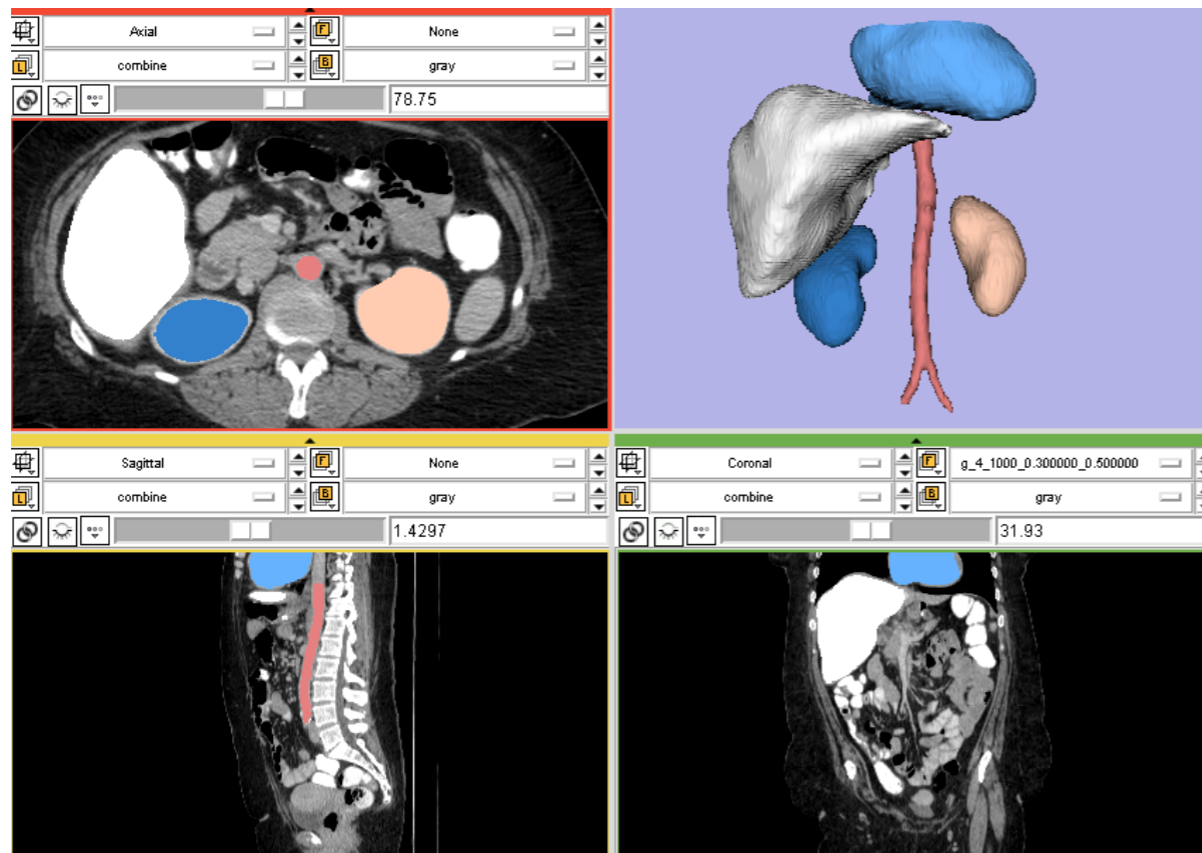 Axial
F
None
L
combine
B
gray
78.75
Sagittal
F
None
L
combine
B
gray
1.4297
Coronal
F
g_4_1000_0.300000_0.500000
L
combine
B
gray
31.93